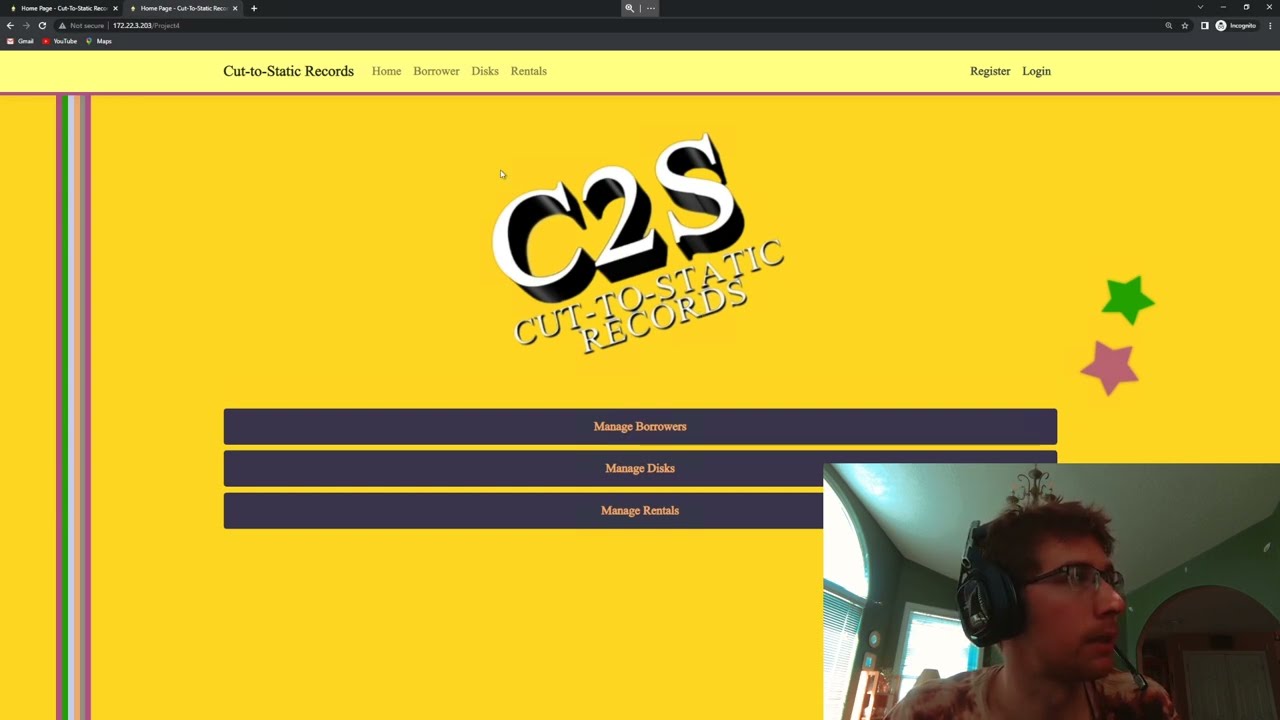 Home Page - Cut-To-Static Recor
Home Page - Cut-To-Static Recor
Not secure
172.22.3.203/Project4
Incognito
Gmail
YouTube
Maps
Cut-to-Static Records
Home
Borrower
Disks
Rentals
Register
Login
C2S
CUT-TO-STATIC
RECORDS
Manage Borrowers
Manage Disks
Manage Rentals